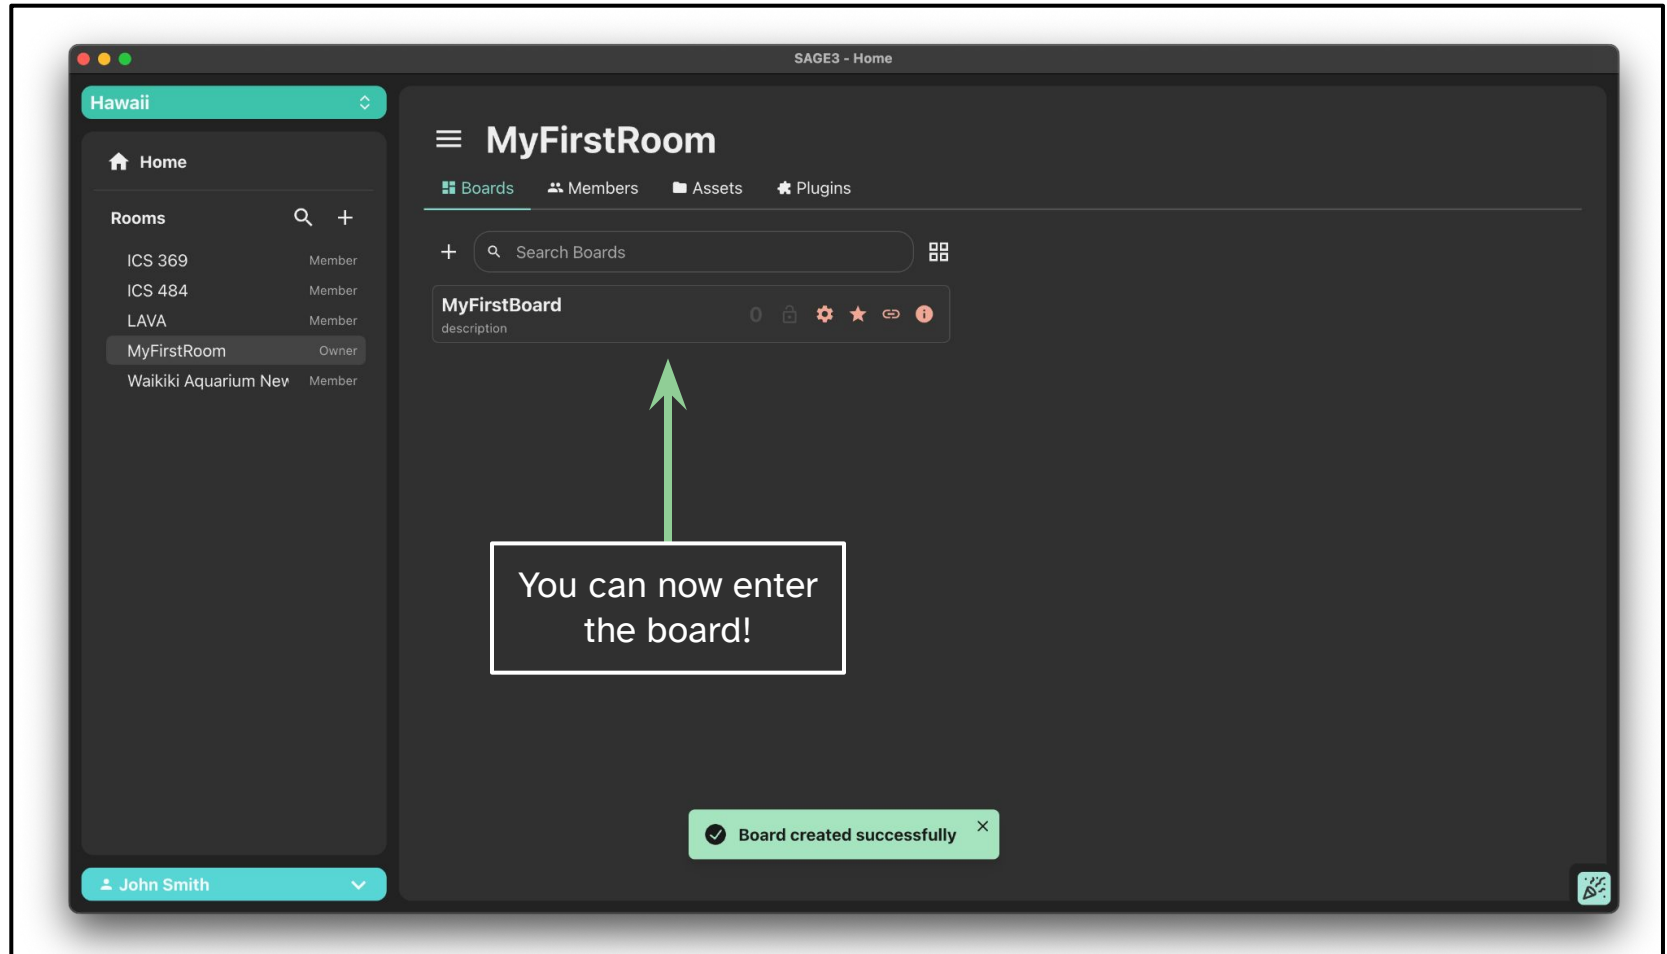 SAGE3 - Home
Hawaii
Home
Rooms
ICS 369 Member
ICS 484 Member
LAVA Member
MyFirstRoom Owner
Waikiki Aquarium New Member
John Smith
MyFirstRoom
Boards Members Assets Plugins
Search Boards
MyFirstBoard
description
0
You can now enter
the board!
Board created successfully